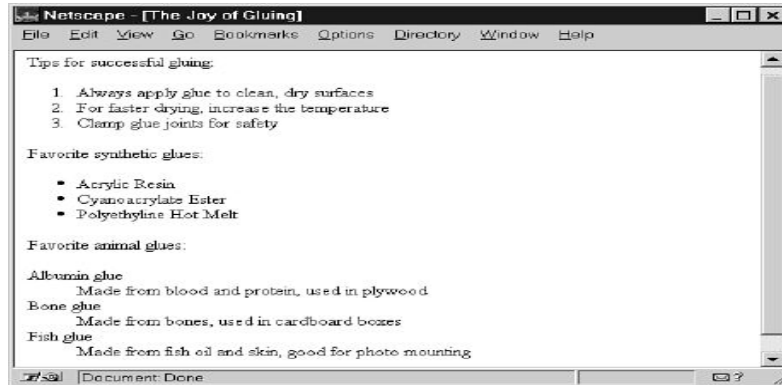 Netscape - [The Joy of Gluing]
File Edit View Go Bookmarks Options Directory Window Help
Tips for successful gluing:
1. Always apply glue to clean, dry surfaces
2. For faster drying, increase the temperature
3. Clamp glue joints for safety
Favorite synthetic glues:
• Acrylic Resin
• Cyanoacrylate Ester
• Polyethyline Hot Melt
Favorite animal glues:
Albumin glue
Made from blood and protein, used in plywood
Bone glue
Made from bones, used in cardboard boxes
Fish glue
Made from fish oil and skin, good for photo mounting
Document: Done